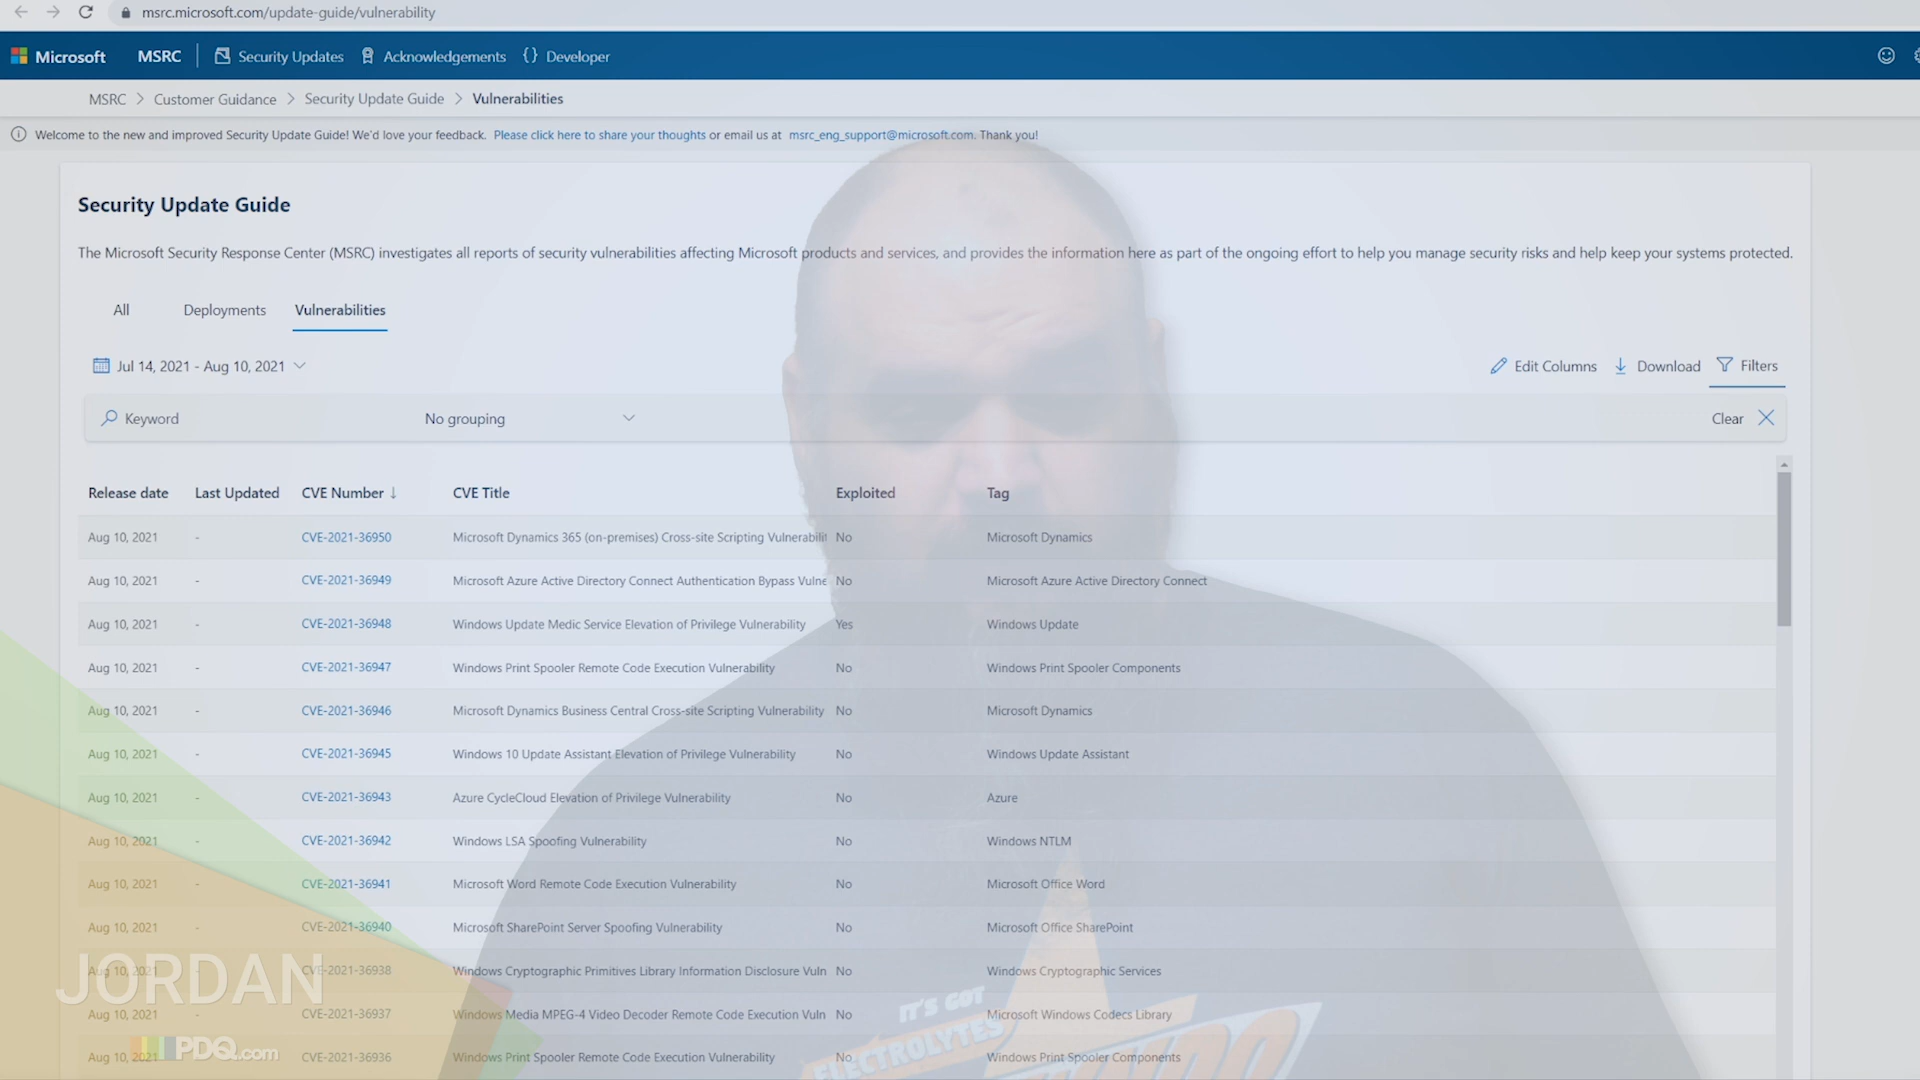 msrc.microsoft.com/update-guide/vulnerability
Microsoft MSRC Security Updates Acknowledgements Developer
MSRC > Customer Guidance > Security Update Guide > Vulnerabilities
Welcome to the new and improved Security Update Guide! We'd love your feedback. Please click here to share your thoughts or email us at msrc_eng_support@microsoft.com. Thank you!
Security Update Guide
The Microsoft Security Response Center (MSRC) investigates all reports of security vulnerabilities affecting Microsoft products and services, and provides the information here as part of the ongoing effort to help you manage security risks and help keep your systems protected.
All Deployments Vulnerabilities
Jul 14, 2021 - Aug 10, 2021 Edit Columns Download Filters
Keyword No grouping Clear
Release date Last Updated CVE Number ↓ CVE Title Exploited Tag
Aug 10, 2021 - CVE-2021-36950 Microsoft Dynamics 365 (on-premises) Cross-site Scripting Vulnerabilit No Microsoft Dynamics
Aug 10, 2021 - CVE-2021-36949 Microsoft Azure Active Directory Connect Authentication Bypass Vulne No Microsoft Azure Active Directory Connect
Aug 10, 2021 - CVE-2021-36948 Windows Update Medic Service Elevation of Privilege Vulnerability Yes Windows Update
Aug 10, 2021 - CVE-2021-36947 Windows Print Spooler Remote Code Execution Vulnerability No Windows Print Spooler Components
Aug 10, 2021 - CVE-2021-36946 Microsoft Dynamics Business Central Cross-site Scripting Vulnerability No Microsoft Dynamics
Aug 10, 2021 - CVE-2021-36945 Windows 10 Update Assistant Elevation of Privilege Vulnerability No Windows Update Assistant
Aug 10, 2021 - CVE-2021-36943 Azure CycleCloud Elevation of Privilege Vulnerability No Azure
Aug 10, 2021 - CVE-2021-36942 Windows LSA Spoofing Vulnerability No Windows NTLM
Aug 10, 2021 - CVE-2021-36941 Microsoft Word Remote Code Execution Vulnerability No Microsoft Office Word
Aug 10, 2021 - CVE-2021-36940 Microsoft SharePoint Server Spoofing Vulnerability No Microsoft Office SharePoint
Aug 10, 2021 - CVE-2021-36938 Windows Cryptographic Primitives Library Information Disclosure Vuln No Windows Cryptographic Services
JORDAN
Aug 10, 2021 - CVE-2021-36937 Windows Media MPEG-4 Video Decoder Remote Code Execution Vuln No Microsoft Windows Codecs Library
Aug 10, 2021 - CVE-2021-36936 Windows Print Spooler Remote Code Execution Vulnerability No Windows Print Spooler Components
PDQ.com
IT'S GOT
ELECTROLYTES